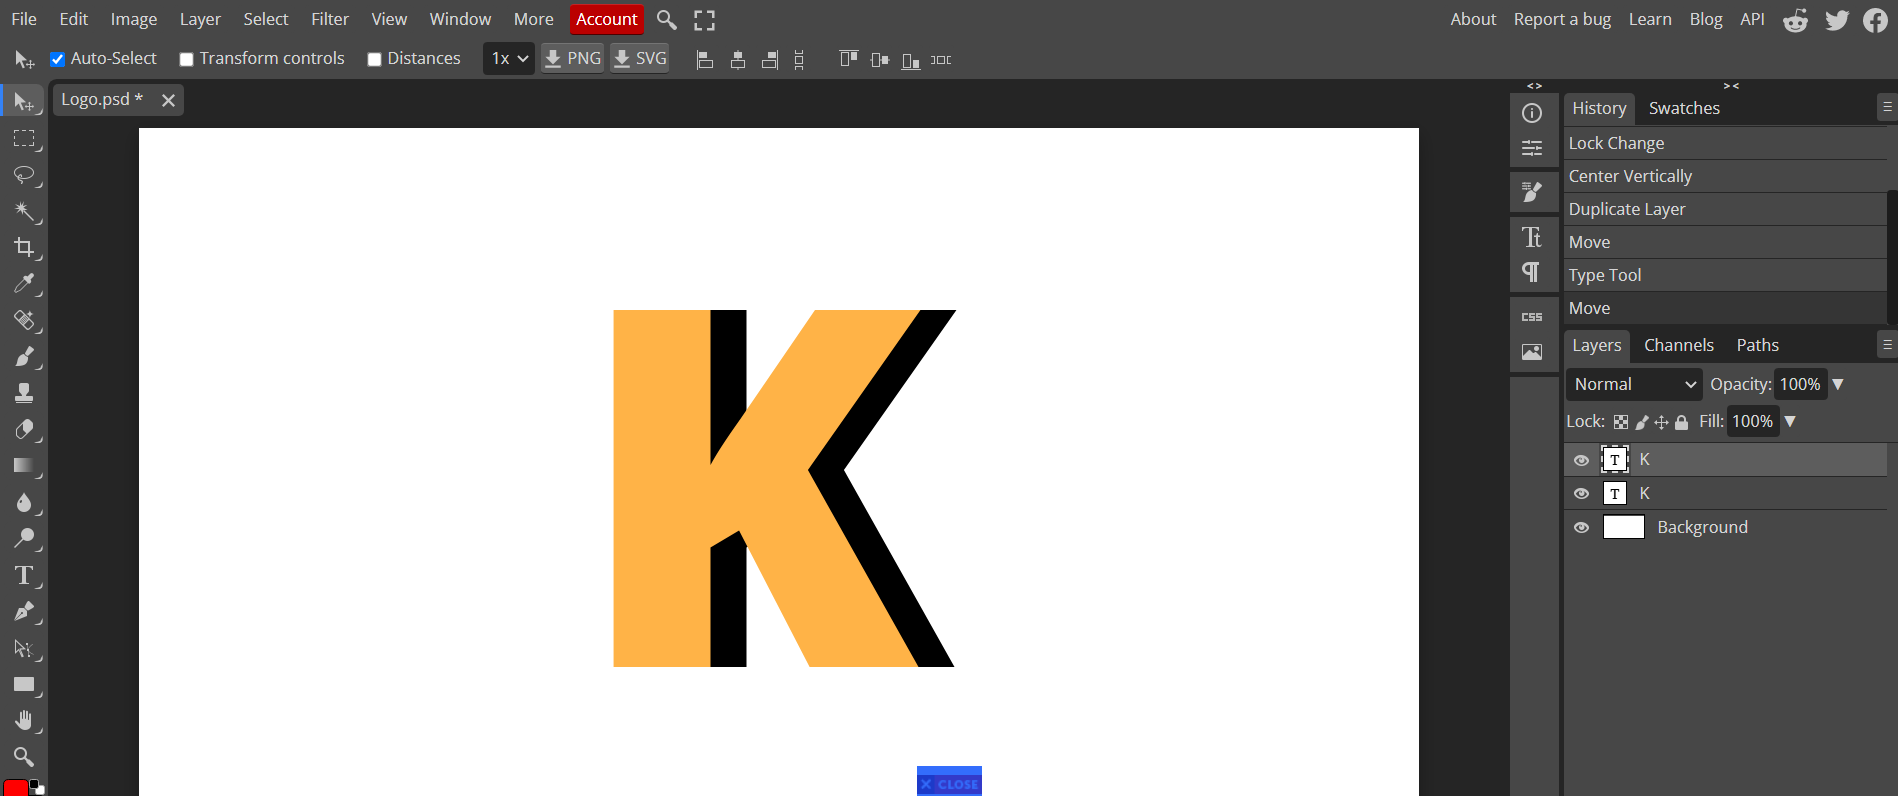 File Edit Image Layer Select Filter View Window More Account About Report a bug Learn Blog API
Auto-Select Transform controls Distances 1x PNG SVG
Logo.psd *
History Swatches
Lock Change
Center Vertically
Duplicate Layer
Move
Type Tool
Move
Tt
¶
CSS
Layers Channels Paths
Normal Opacity: 100%
Lock: Fill: 100%
T K
T K
Background
T
K
× CLOSE